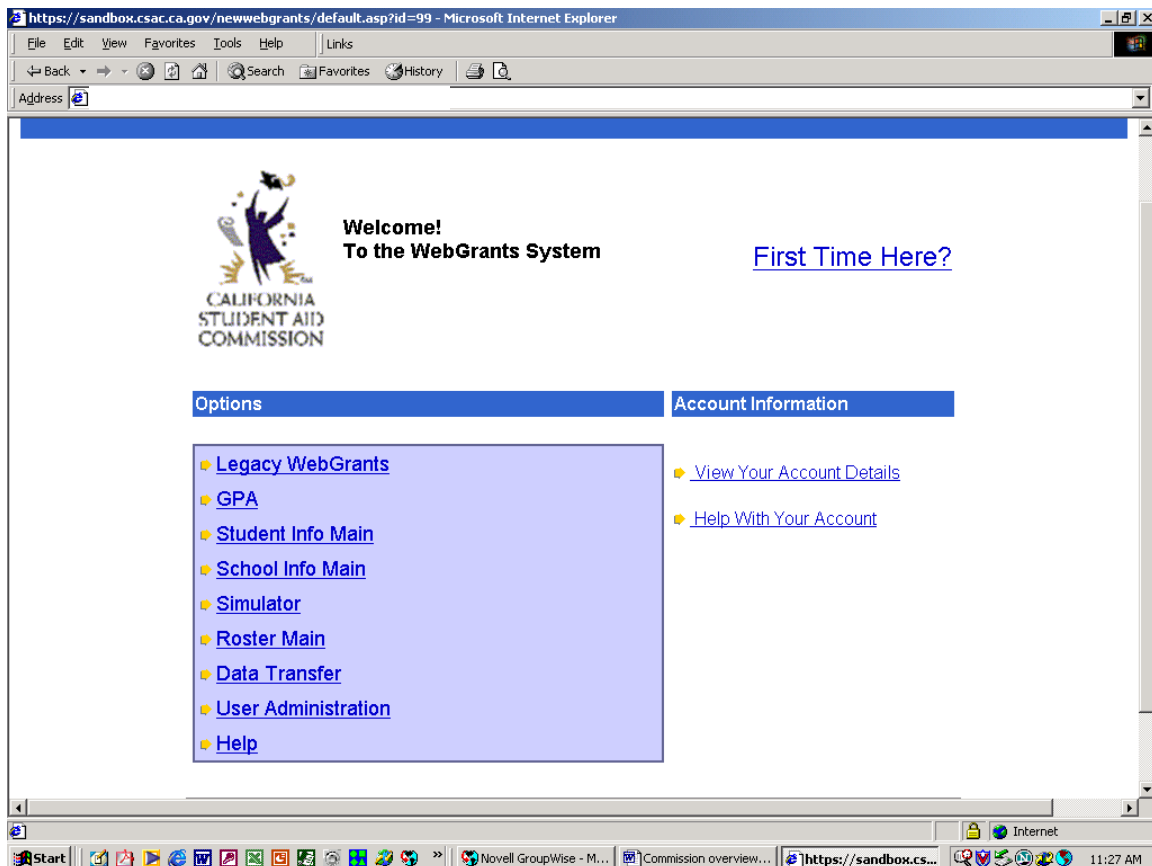 https://sandbox.csac.ca.gov/newwebgrants/default.asp?id=99 - Microsoft Internet Explorer
File Edit View Favorites Tools Help Links
Back Search Favorites History
Address
Welcome!
To the WebGrants System
First Time Here?
CALIFORNIA
STUDENT AID
COMMISSION
Options
Legacy WebGrants
GPA
Student Info Main
School Info Main
Simulator
Roster Main
Data Transfer
User Administration
Help
Account Information
View Your Account Details
Help With Your Account
Internet
Start » Novell GroupWise - M... Commission overview... https://sandbox.cs... 11:27 AM